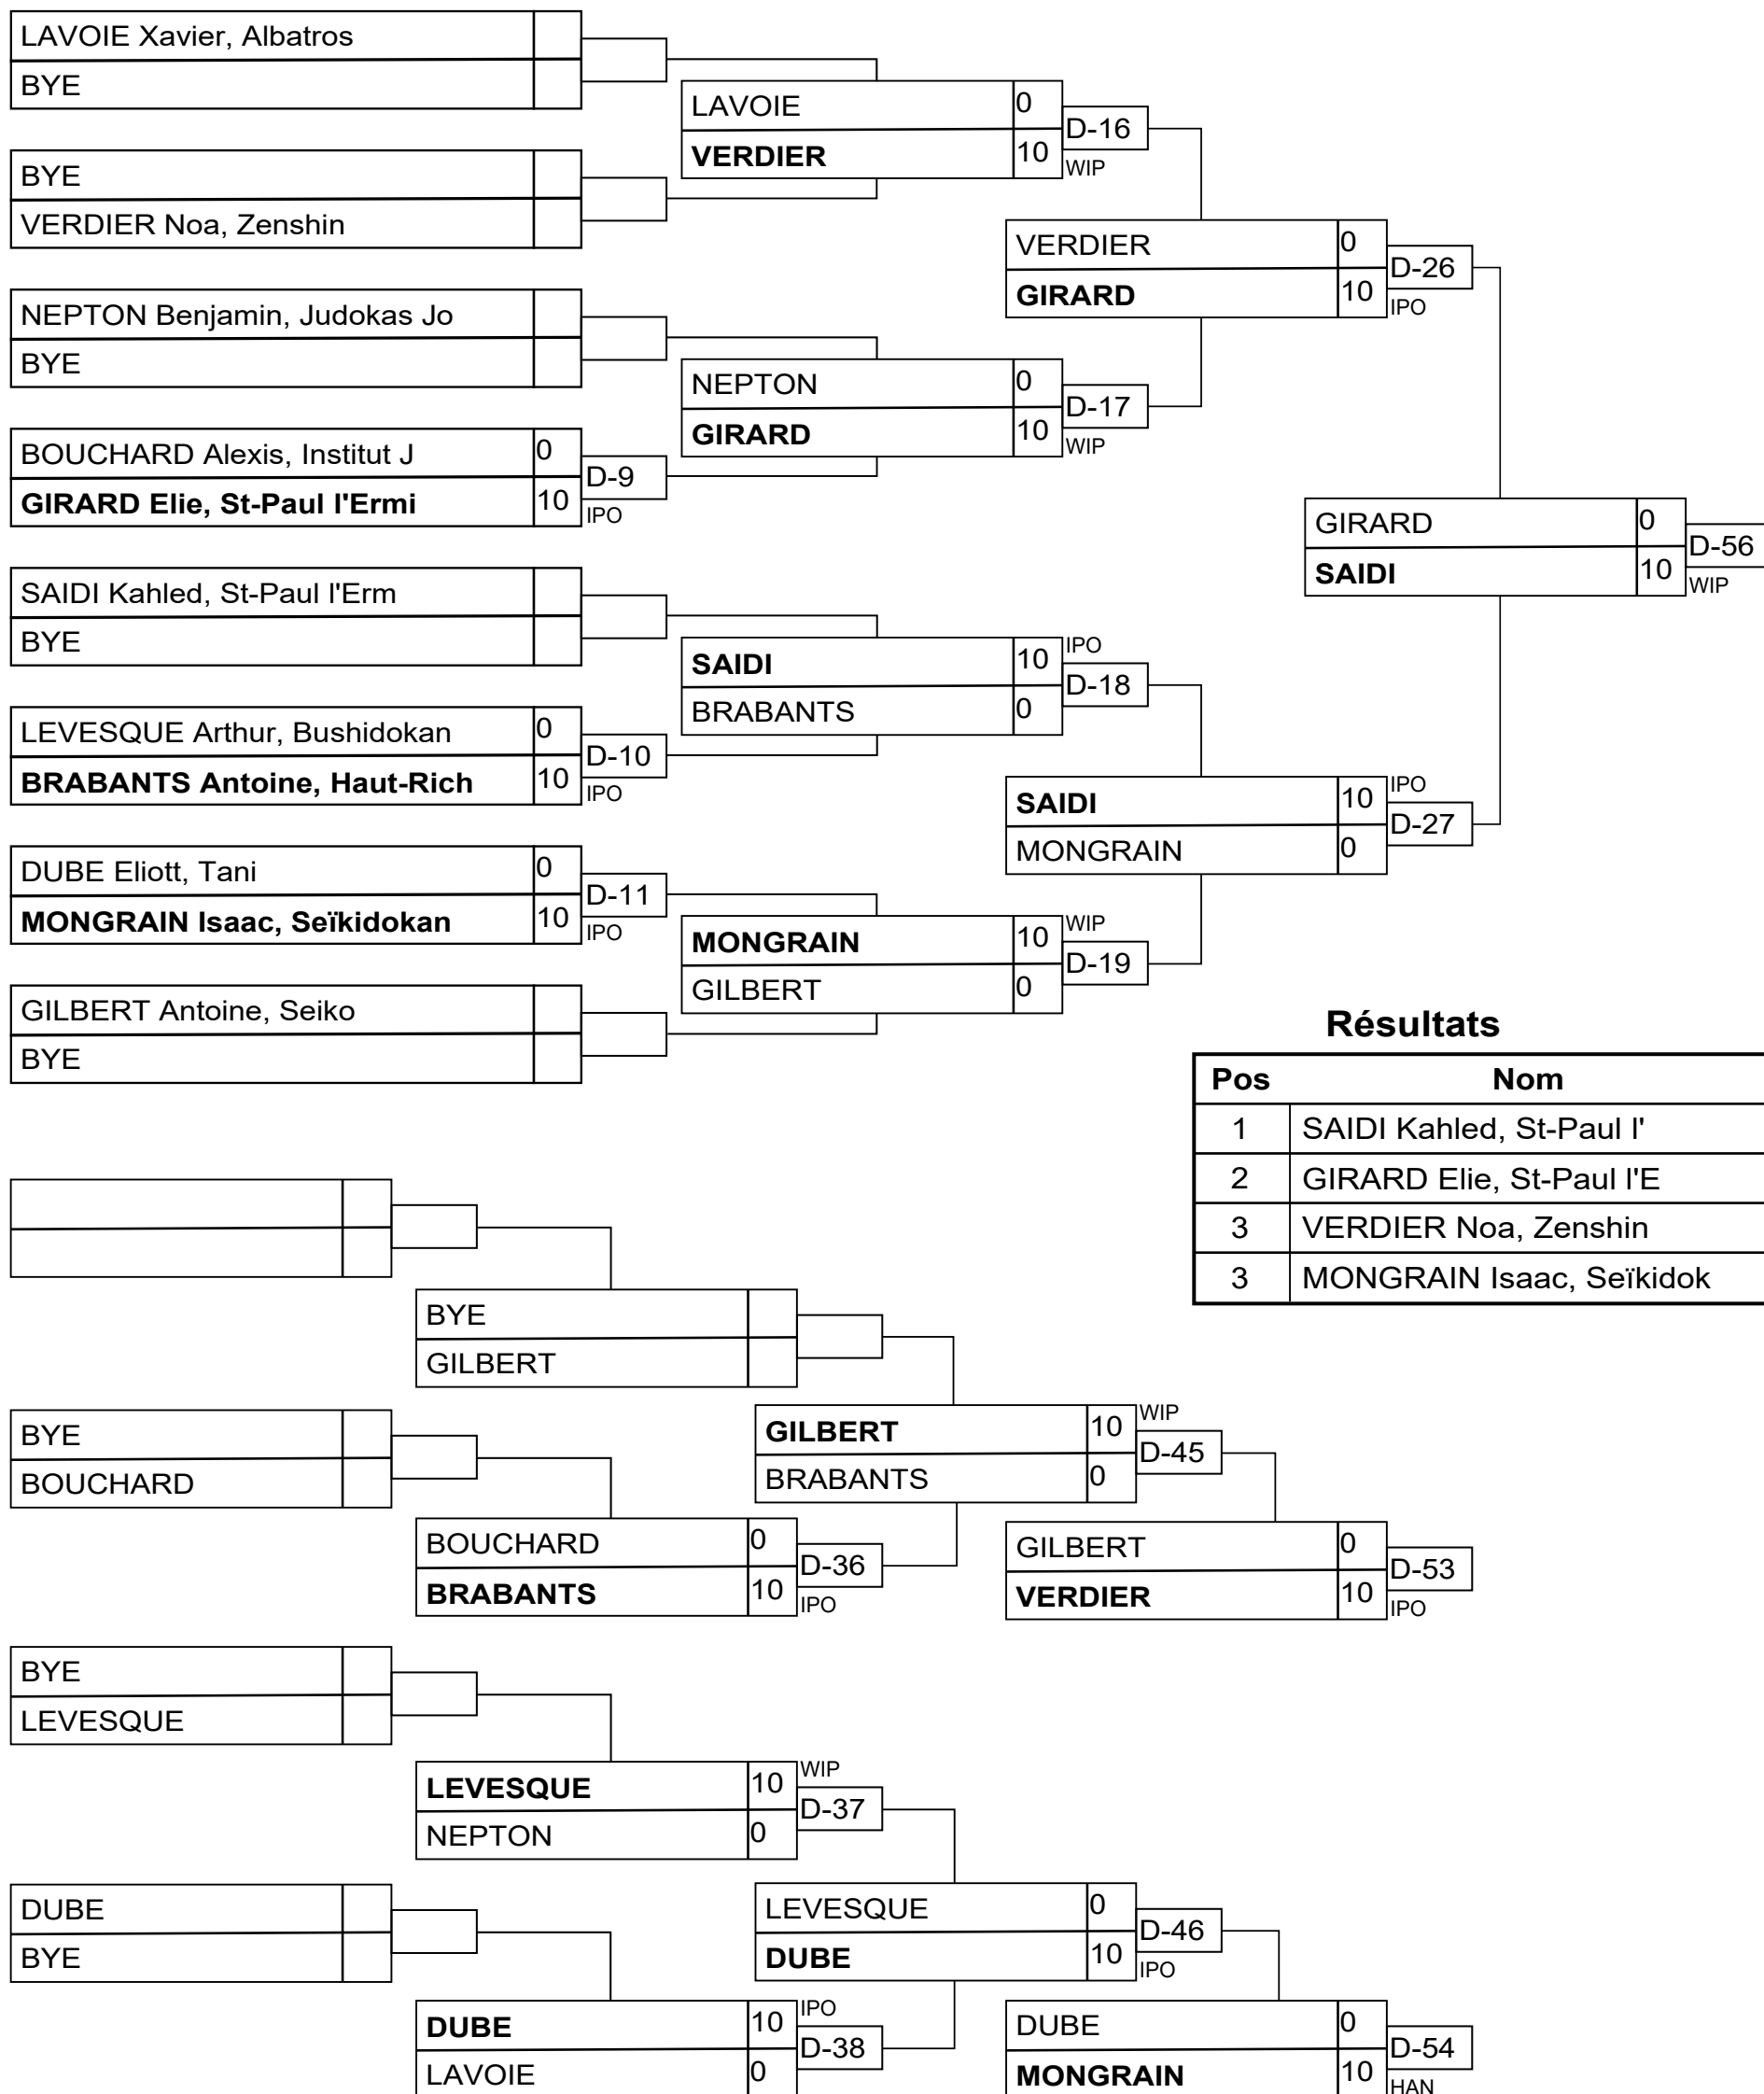 LAVOIE Xavier, Albatros
BYE
BYE
VERDIER Noa, Zenshin
NEPTON Benjamin, Judokas Jo
BYE
BOUCHARD Alexis, Institut J 0
GIRARD Elie, St-Paul l'Ermi 10
D-9
IPO
SAIDI Kahled, St-Paul l'Erm
BYE
LEVESQUE Arthur, Bushidokan 0
BRABANTS Antoine, Haut-Rich 10
D-10
IPO
DUBE Eliott, Tani 0
MONGRAIN Isaac, Seïkidokan 10
D-11
IPO
GILBERT Antoine, Seiko
BYE
LAVOIE 0
VERDIER 10
D-16
WIP
NEPTON 0
GIRARD 10
D-17
WIP
SAIDI 10
BRABANTS 0
IPO
D-18
MONGRAIN 10
GILBERT 0
WIP
D-19
VERDIER 0
GIRARD 10
D-26
IPO
SAIDI 10
MONGRAIN 0
IPO
D-27
GIRARD 0
SAIDI 10
D-56
WIP
Résultats
Pos Nom
1 SAIDI Kahled, St-Paul l'
2 GIRARD Elie, St-Paul l'E
3 VERDIER Noa, Zenshin
3 MONGRAIN Isaac, Seïkidok
BYE
GILBERT
BYE
BOUCHARD
BOUCHARD 0
BRABANTS 10
D-36
IPO
GILBERT 10
BRABANTS 0
WIP
D-45
GILBERT 0
VERDIER 10
D-53
IPO
BYE
LEVESQUE
LEVESQUE 10
NEPTON 0
WIP
D-37
DUBE
BYE
DUBE 10
LAVOIE 0
IPO
D-38
LEVESQUE 0
DUBE 10
D-46
IPO
DUBE 0
MONGRAIN 10
D-54
HAN